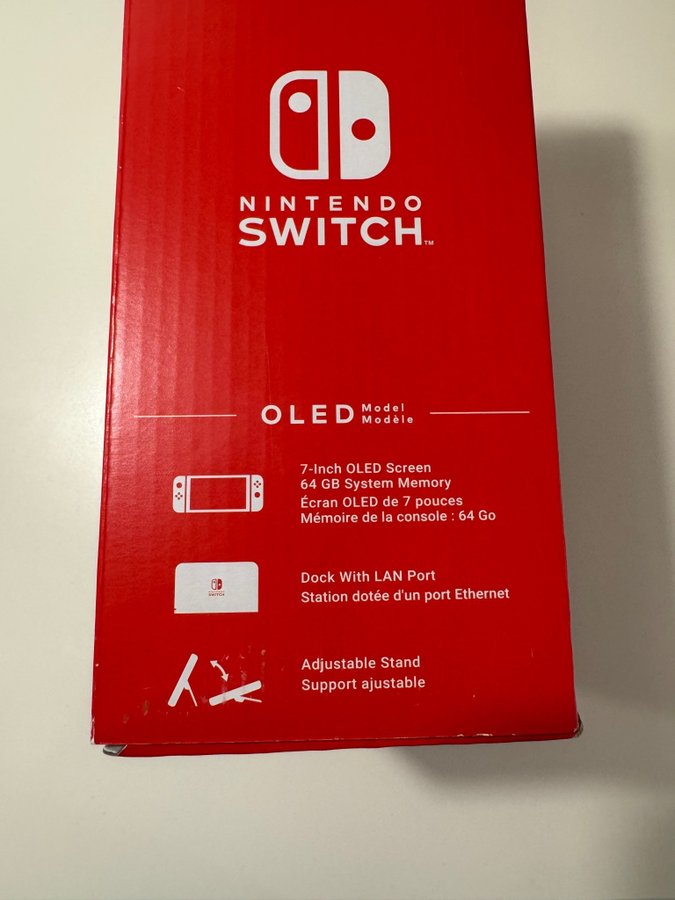 NINTENDO
SWITCH™
OLED Model
Modèle
7-Inch OLED Screen
64 GB System Memory
Écran OLED de 7 pouces
Mémoire de la console : 64 Go
SWITCH
Dock With LAN Port
Station dotée d'un port Ethernet
Adjustable Stand
Support ajustable